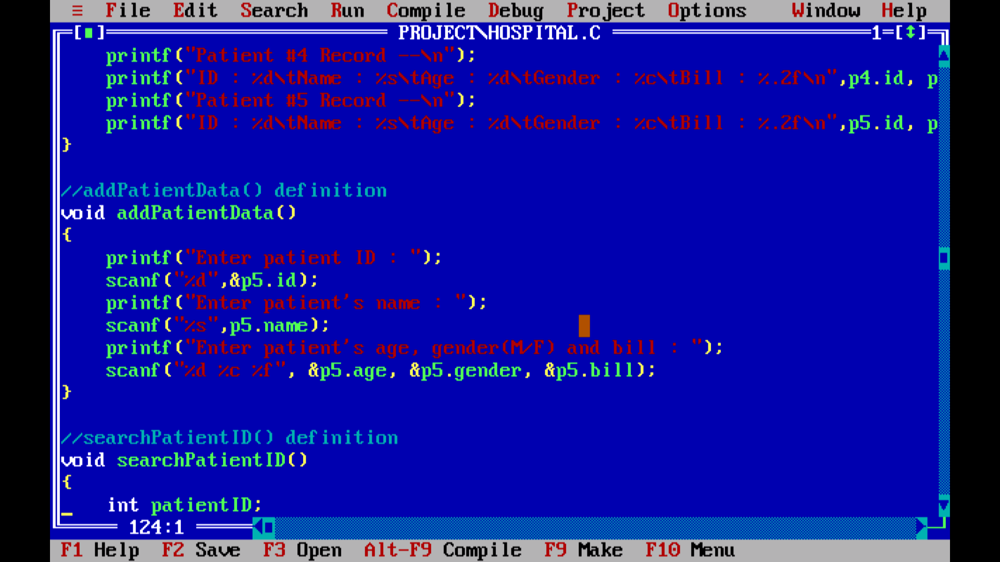 ≡ File Edit Search Run Compile Debug Project Options Window Help
[■] PROJECT\HOSPITAL.C 1=[↕]
printf("Patient #4 Record --\n");
printf("ID : %d\tName : %s\tAge : %d\tGender : %c\tBill : %.2f\n",p4.id, p
printf("Patient #5 Record --\n");
printf("ID : %d\tName : %s\tAge : %d\tGender : %c\tBill : %.2f\n",p5.id, p
}
//addPatientData() definition
void addPatientData()
{
printf("Enter patient ID : ");
scanf("%d",&p5.id);
printf("Enter patient's name : ");
scanf("%s",p5.name);
printf("Enter patient's age, gender(M/F) and bill : ");
scanf("%d %c %f", &p5.age, &p5.gender, &p5.bill);
}
//searchPatientID() definition
void searchPatientID()
{
int patientID;
124:1
F1 Help F2 Save F3 Open Alt-F9 Compile F9 Make F10 Menu